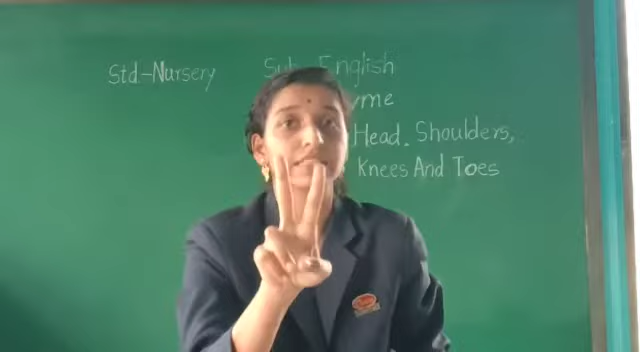 Std-Nursery
English
Head. Shoulders,
Knees And Toes